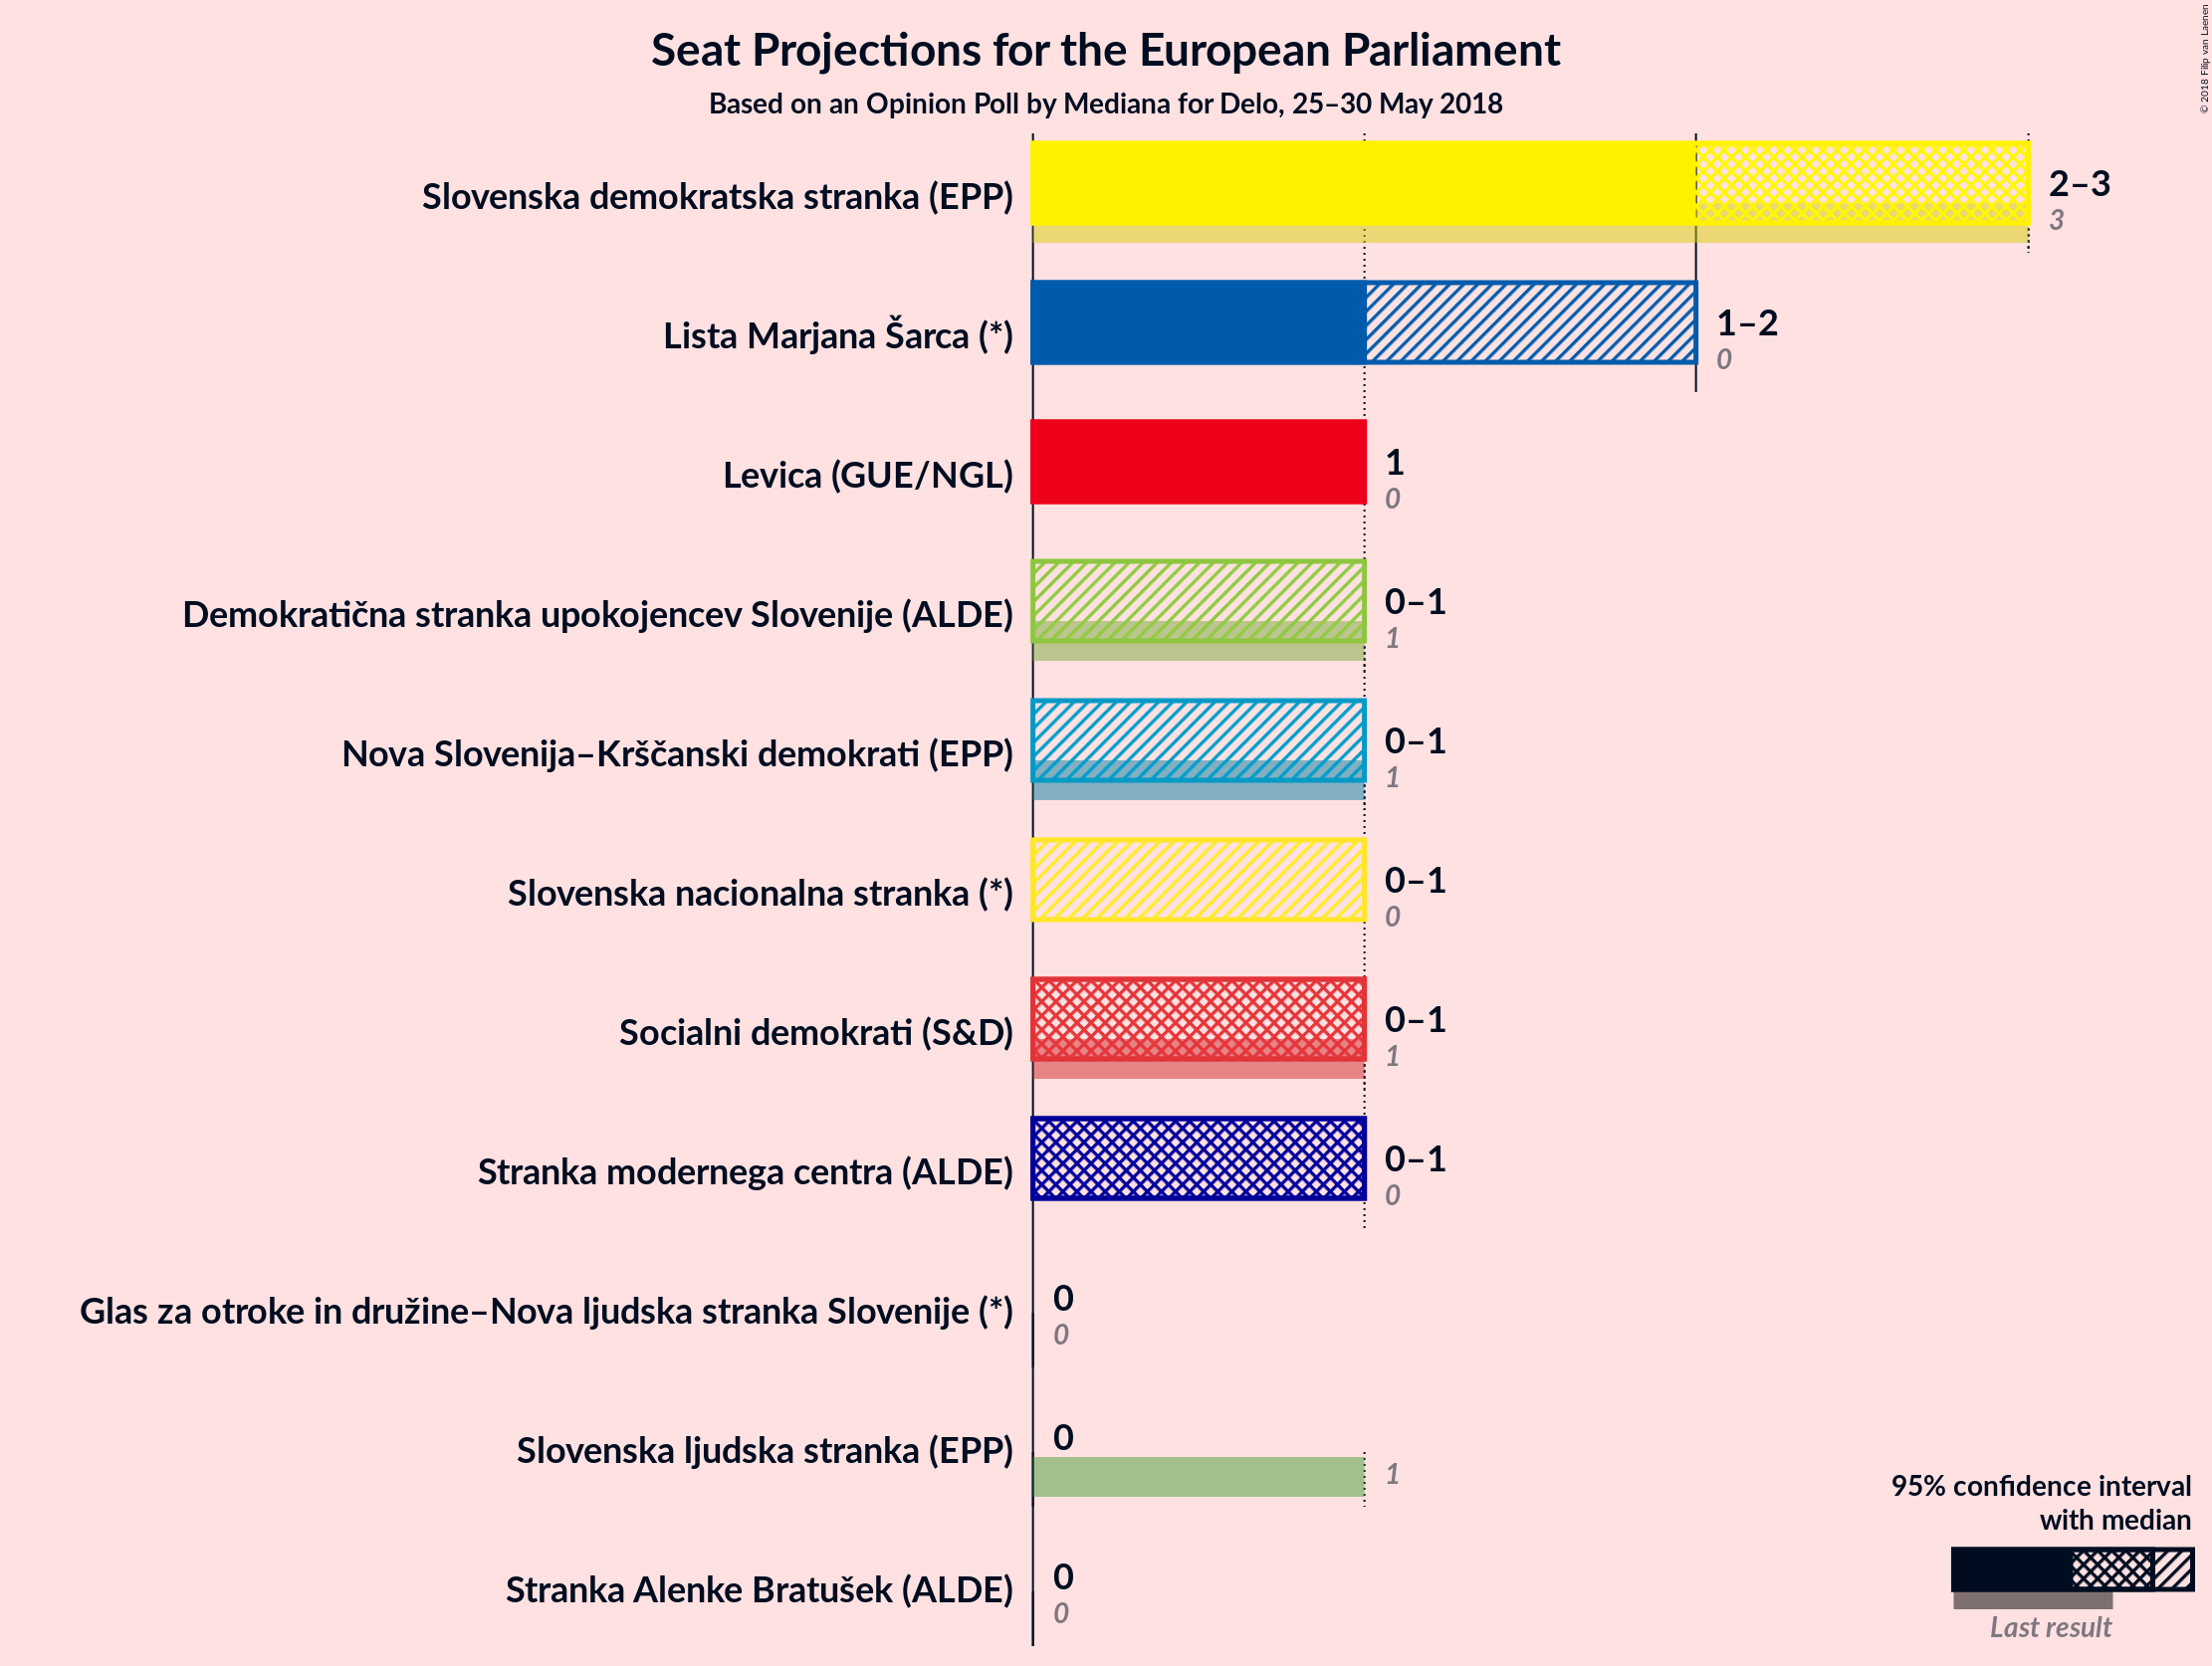 Seat Projections for the European Parliament
Based on an Opinion Poll by Mediana for Delo, 25–30 May 2018
© 2018 Filip van Laenen
Slovenska demokratska stranka (EPP)
2–3
3
Lista Marjana Šarca (*)
1–2
0
Levica (GUE/NGL)
1
0
Demokratična stranka upokojencev Slovenije (ALDE)
0–1
1
Nova Slovenija–Krščanski demokrati (EPP)
0–1
1
Slovenska nacionalna stranka (*)
0–1
0
Socialni demokrati (S&D)
0–1
1
Stranka modernega centra (ALDE)
0–1
0
Glas za otroke in družine–Nova ljudska stranka Slovenije (*)
0
0
Slovenska ljudska stranka (EPP)
0
1
Stranka Alenke Bratušek (ALDE)
0
0
95% confidence interval
with median
Last result